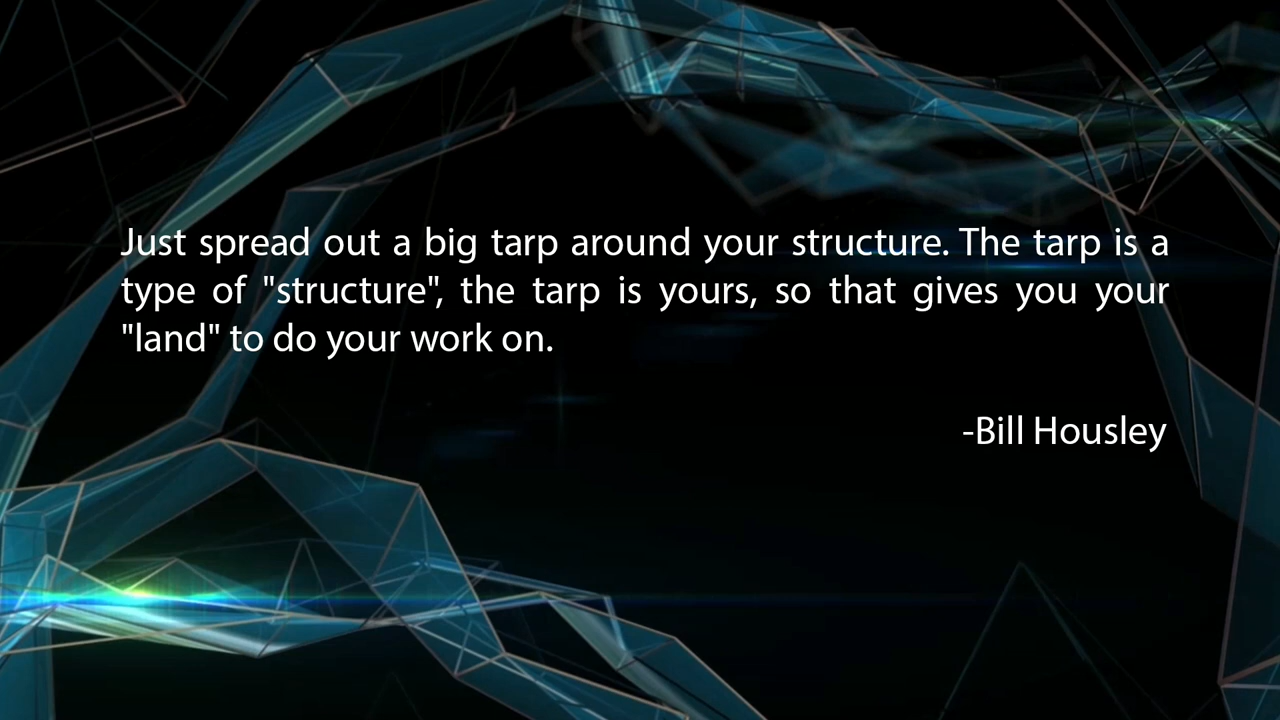 Just spread out a big tarp around your structure. The tarp is a
type of "structure", the tarp is yours, so that gives you your
"land" to do your work on.
-Bill Housley